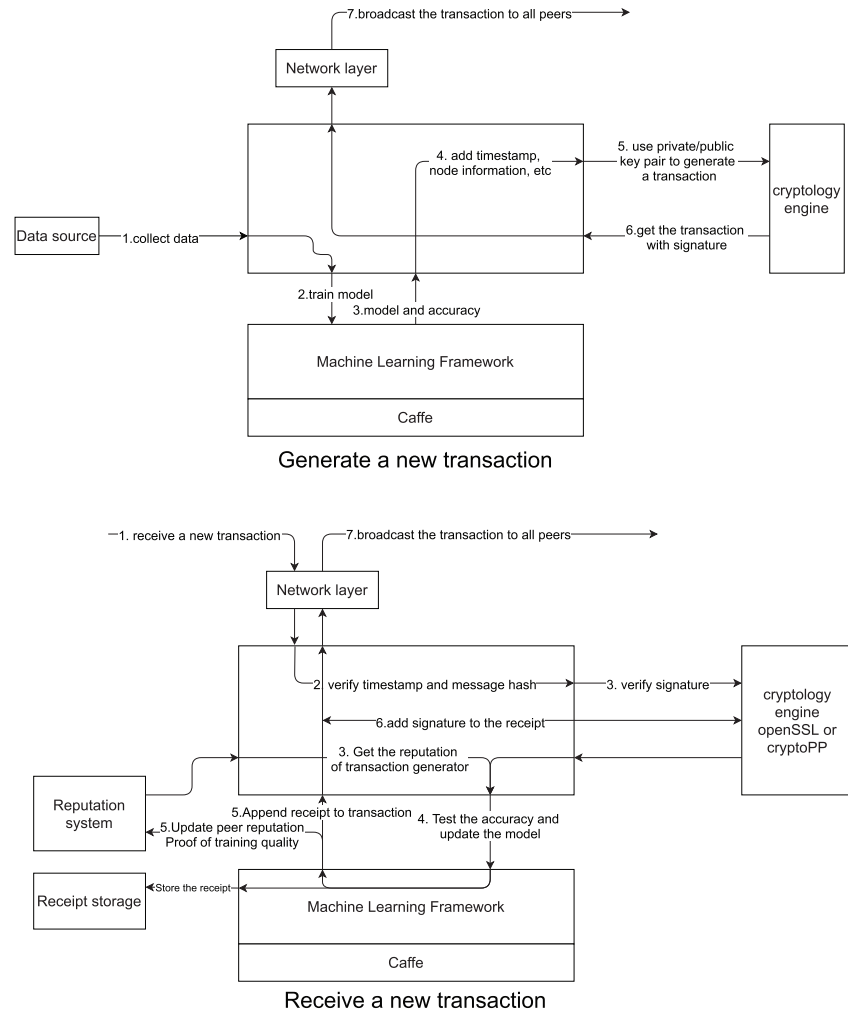 7.broadcast the transaction to all peers
Network layer
4. add timestamp,
node information, etc
5. use private/public
key pair to generate
a transaction
cryptology
engine
Data source
1.collect data
6.get the transaction
with signature
2.train model
3.model and accuracy
Machine Learning Framework
Caffe
Generate a new transaction
1. receive a new transaction
7.broadcast the transaction to all peers
Network layer
2. verify timestamp and message hash
3. verify signature
cryptology
engine
openSSL or
cryptoPP
6.add signature to the receipt
3. Get the reputation
of transaction generator
Reputation
system
5.Append receipt to transaction
5.Update peer reputation
Proof of training quality
4. Test the accuracy and
update the model
Receipt storage
Store the receipt
Machine Learning Framework
Caffe
Receive a new transaction